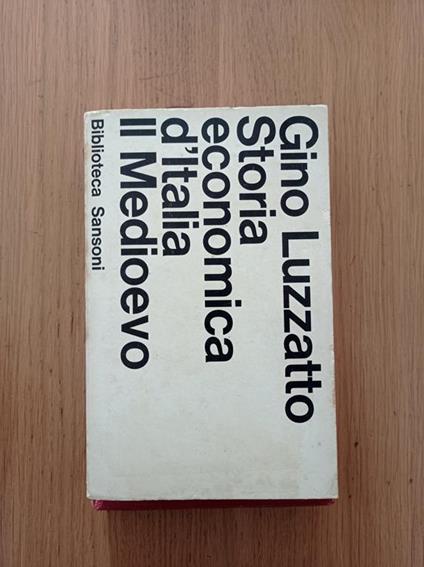 Gino Luzzatto
Storia
economica
d'Italia
Il Medioevo
Biblioteca Sansoni